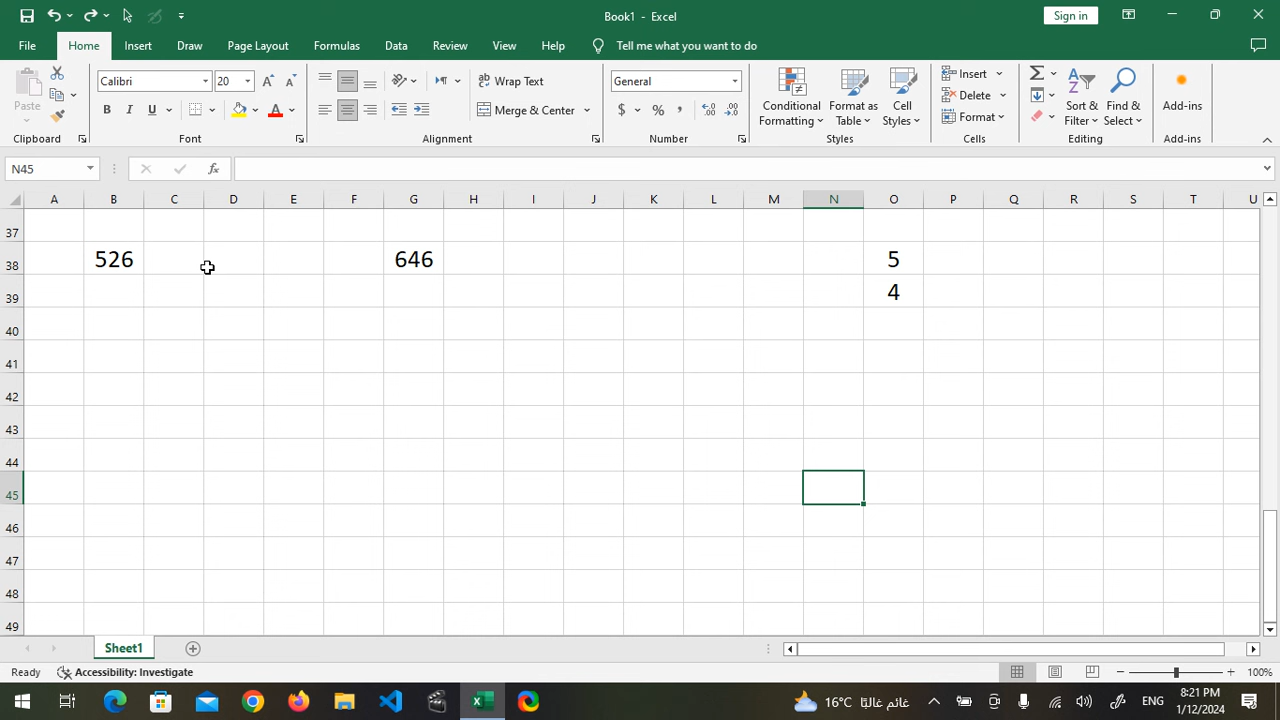 Book1 - Excel
Sign in
File Home Insert Draw Page Layout Formulas Data Review View Help Tell me what you want to do
Paste
Calibri 20
B I U
Wrap Text
Merge & Center
General
$ % ,
Conditional Formatting
Format as Table
Cell Styles
Insert
Delete
Format
Sort & Filter
Find & Select
Add-ins
Clipboard Font Alignment Number Styles Cells Editing Add-ins
N45
fx
A B C D E F G H I J K L M N O P Q R S T U
37
38 526 646 5
39 4
40
41
42
43
44
45
46
47
48
49
Sheet1
Ready Accessibility: Investigate 100%
16°C غائم غالبًا ENG 8:21 PM
1/12/2024